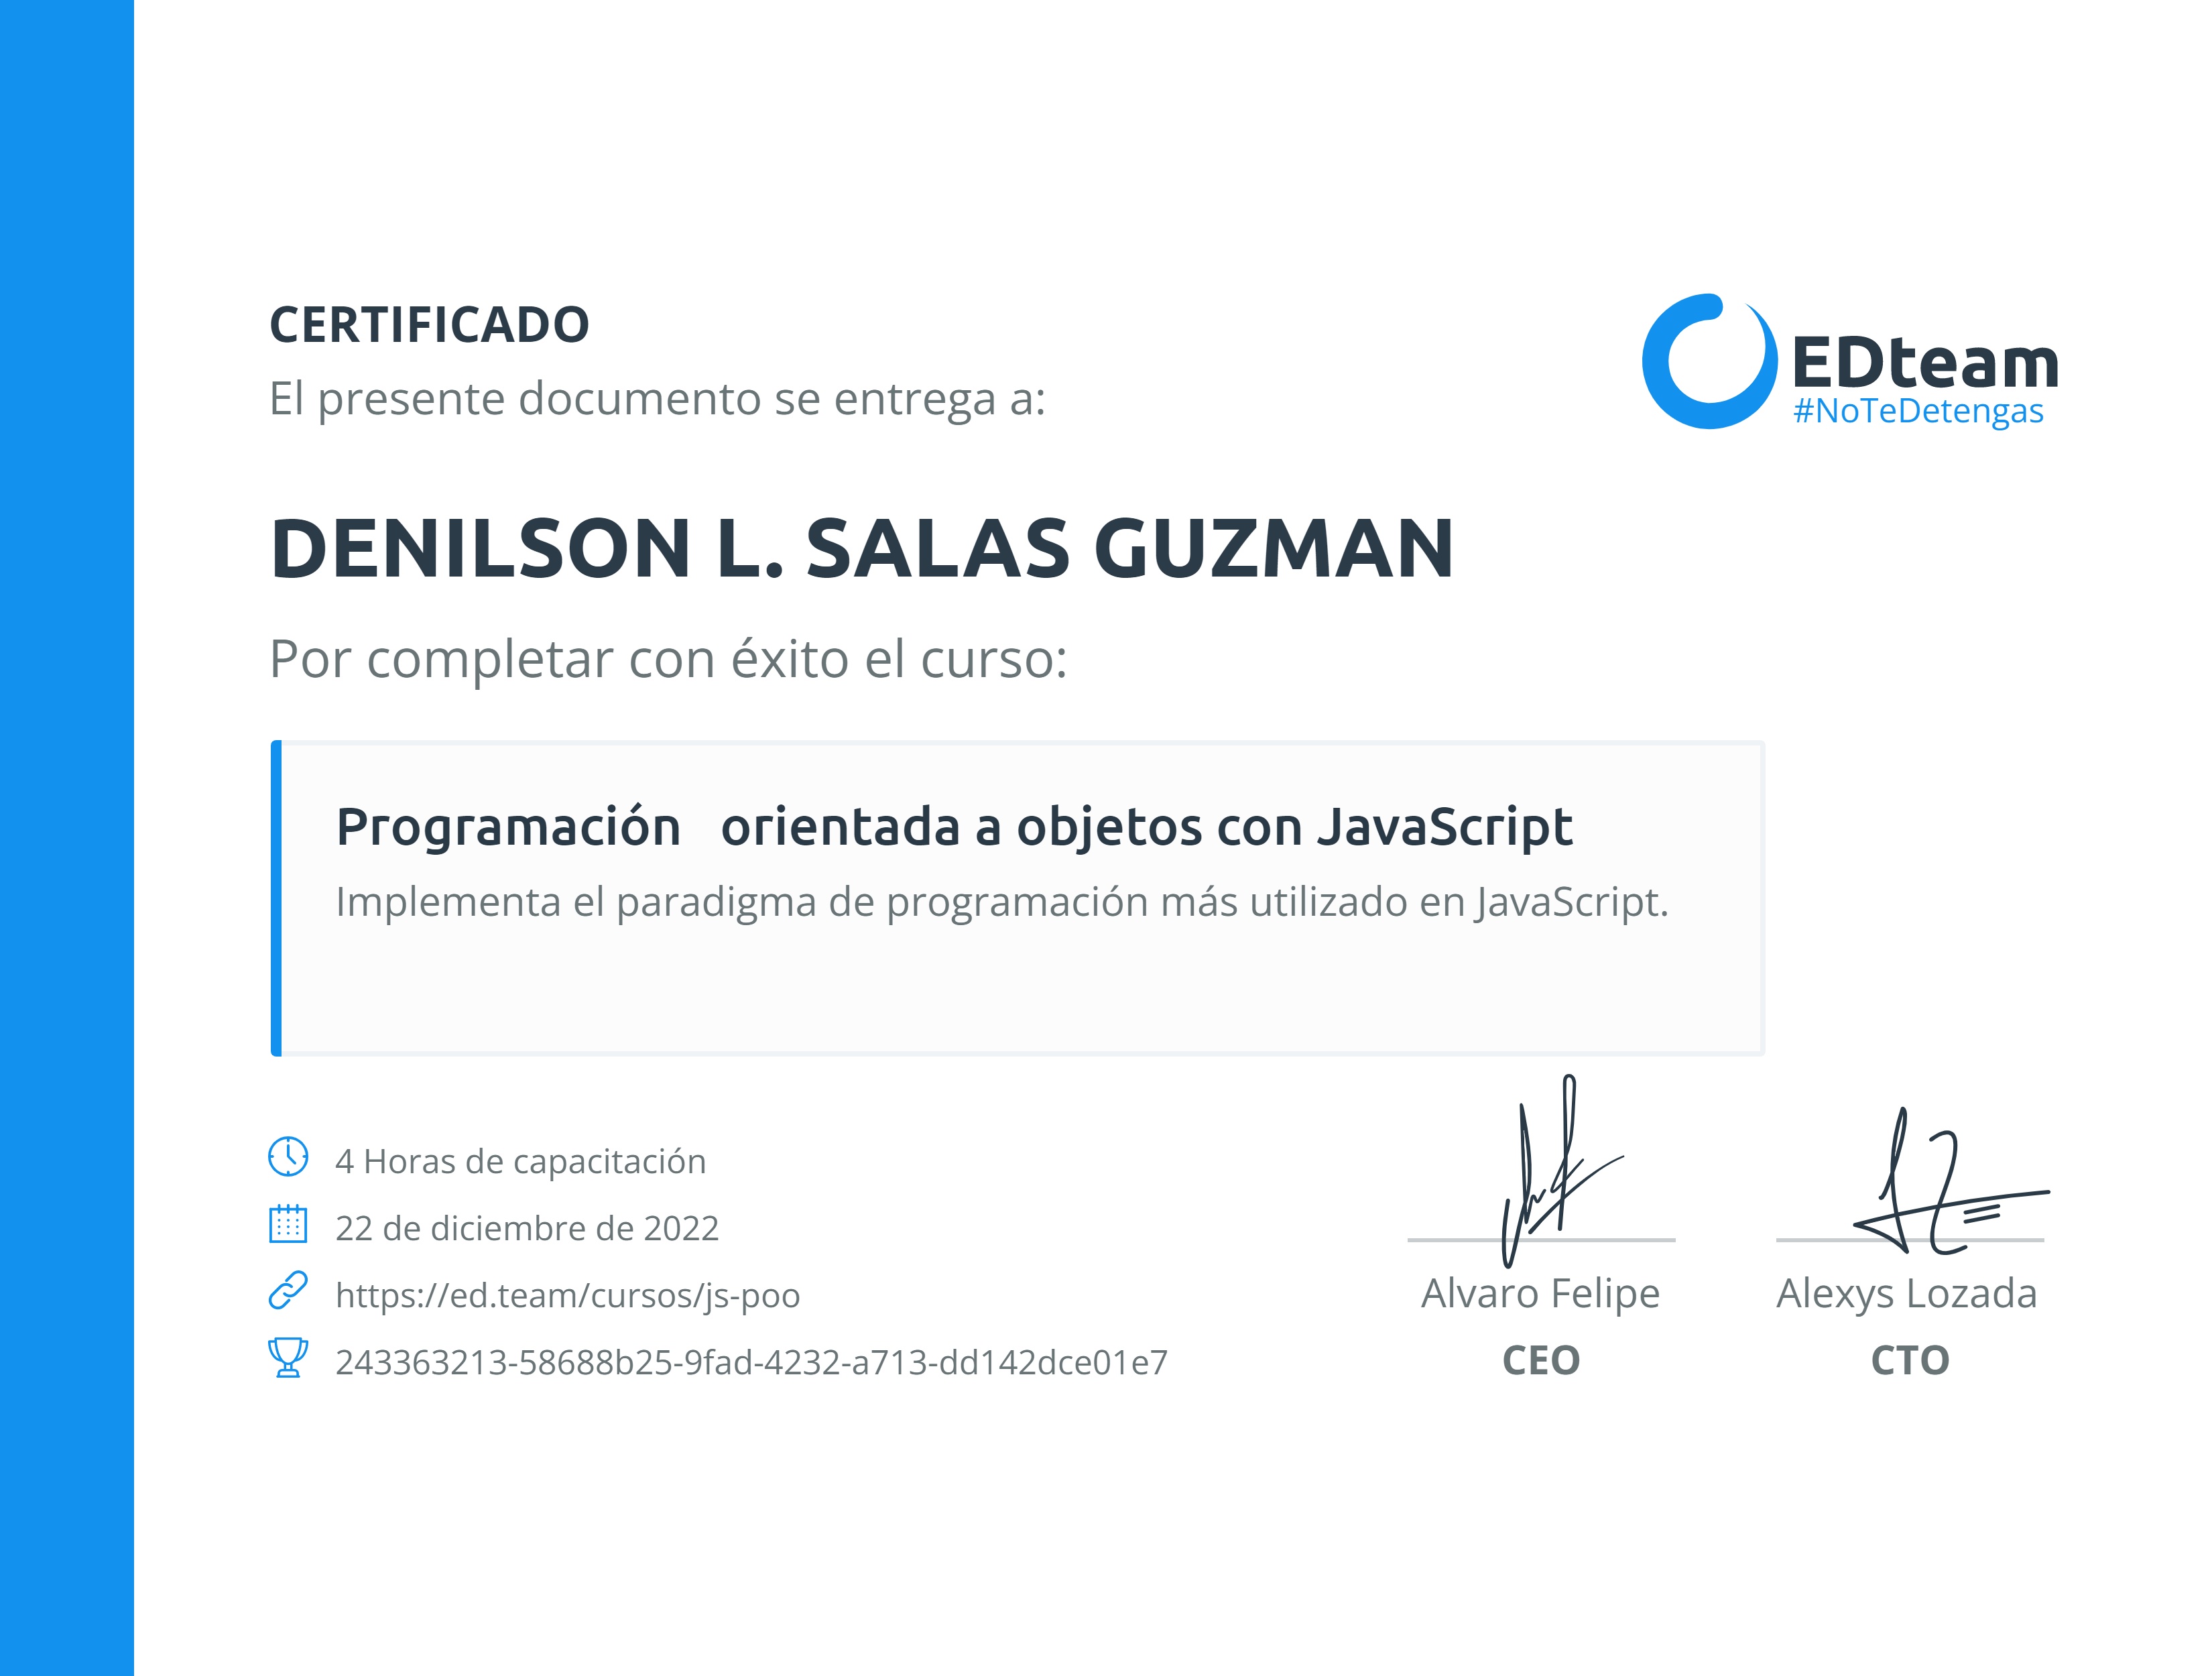 CERTIFICADO
El presente documento se entrega a:
EDteam
#NoTeDetengas
DENILSON L. SALAS GUZMAN
Por completar con éxito el curso:
Programación orientada a objetos con JavaScript
Implementa el paradigma de programación más utilizado en JavaScript.
4 Horas de capacitación
22 de diciembre de 2022
https://ed.team/cursos/js-poo
243363213-58688b25-9fad-4232-a713-dd142dce01e7
Alvaro Felipe
CEO
Alexys Lozada
CTO